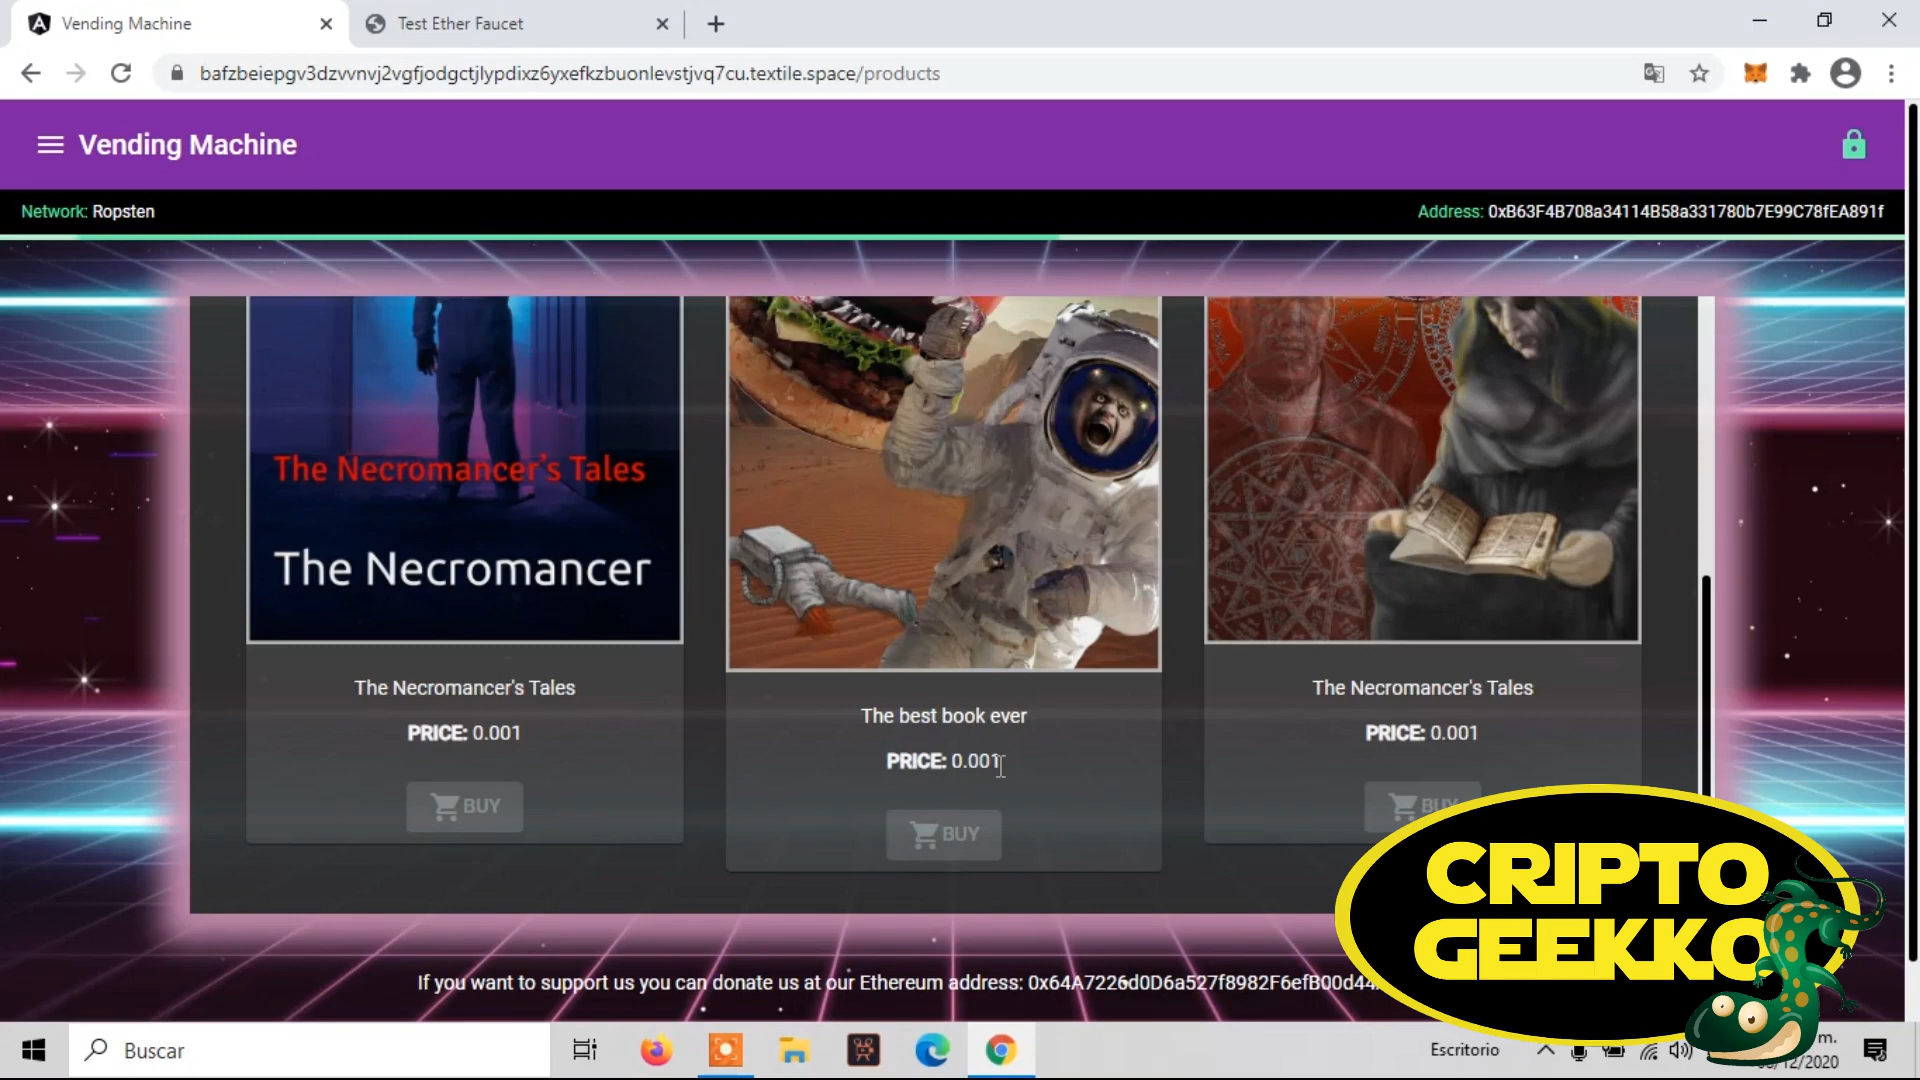 Vending Machine
Test Ether Faucet
bafzbeiepgv3dzvvnvj2vgfjodgctjlypdixz6yxefkzbuonlevstjvq7cu.textile.space/products
Vending Machine
Network: Ropsten
Address: 0xB63F4B708a34114B58a331780b7E99C78fEA891f
The Necromancer's Tales
The Necromancer
The Necromancer's Tales
PRICE: 0.001
BUY
The best book ever
PRICE: 0.001
BUY
The Necromancer's Tales
PRICE: 0.001
BUY
If you want to support us you can donate us at our Ethereum address: 0x64A7226d0D6a527f8982F6efB00d44
CRIPTO
GEEKKO
Buscar
Escritorio
m.
/12/2020